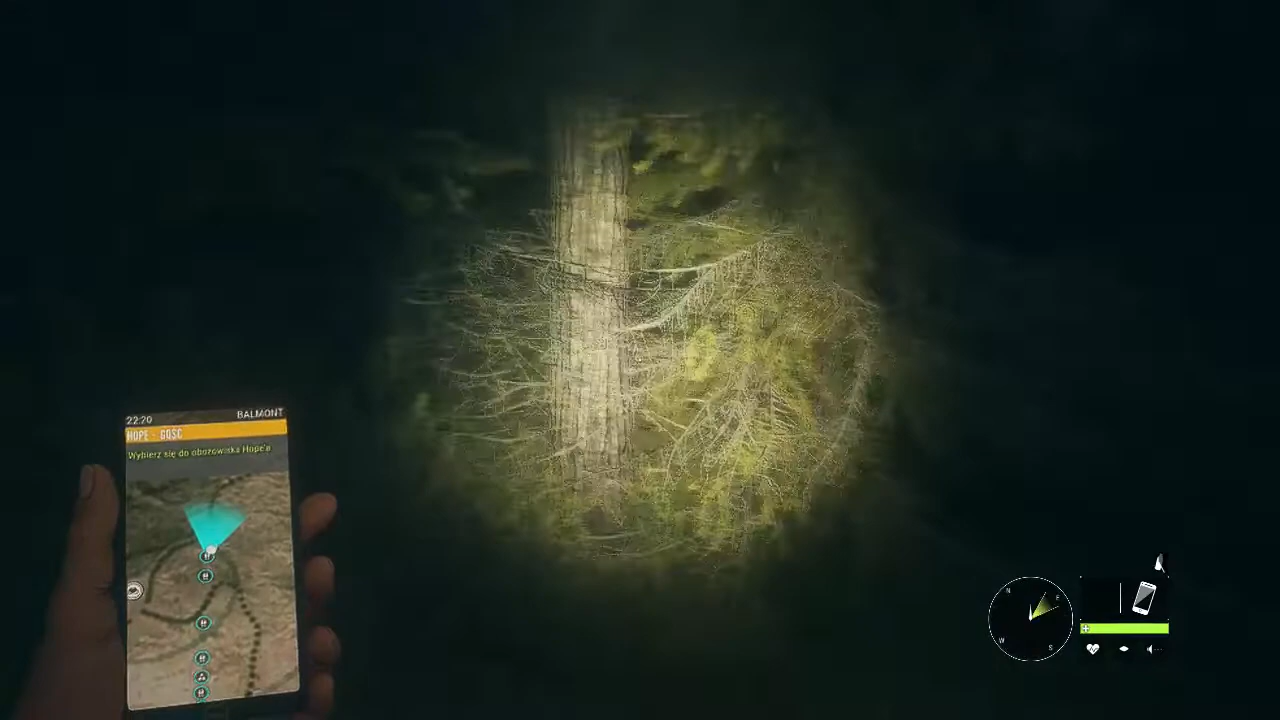 22:20 BALMONT
HOPE - GOŚĆ
Wybierz się do obozowiska Hope'a
N
E
W
S